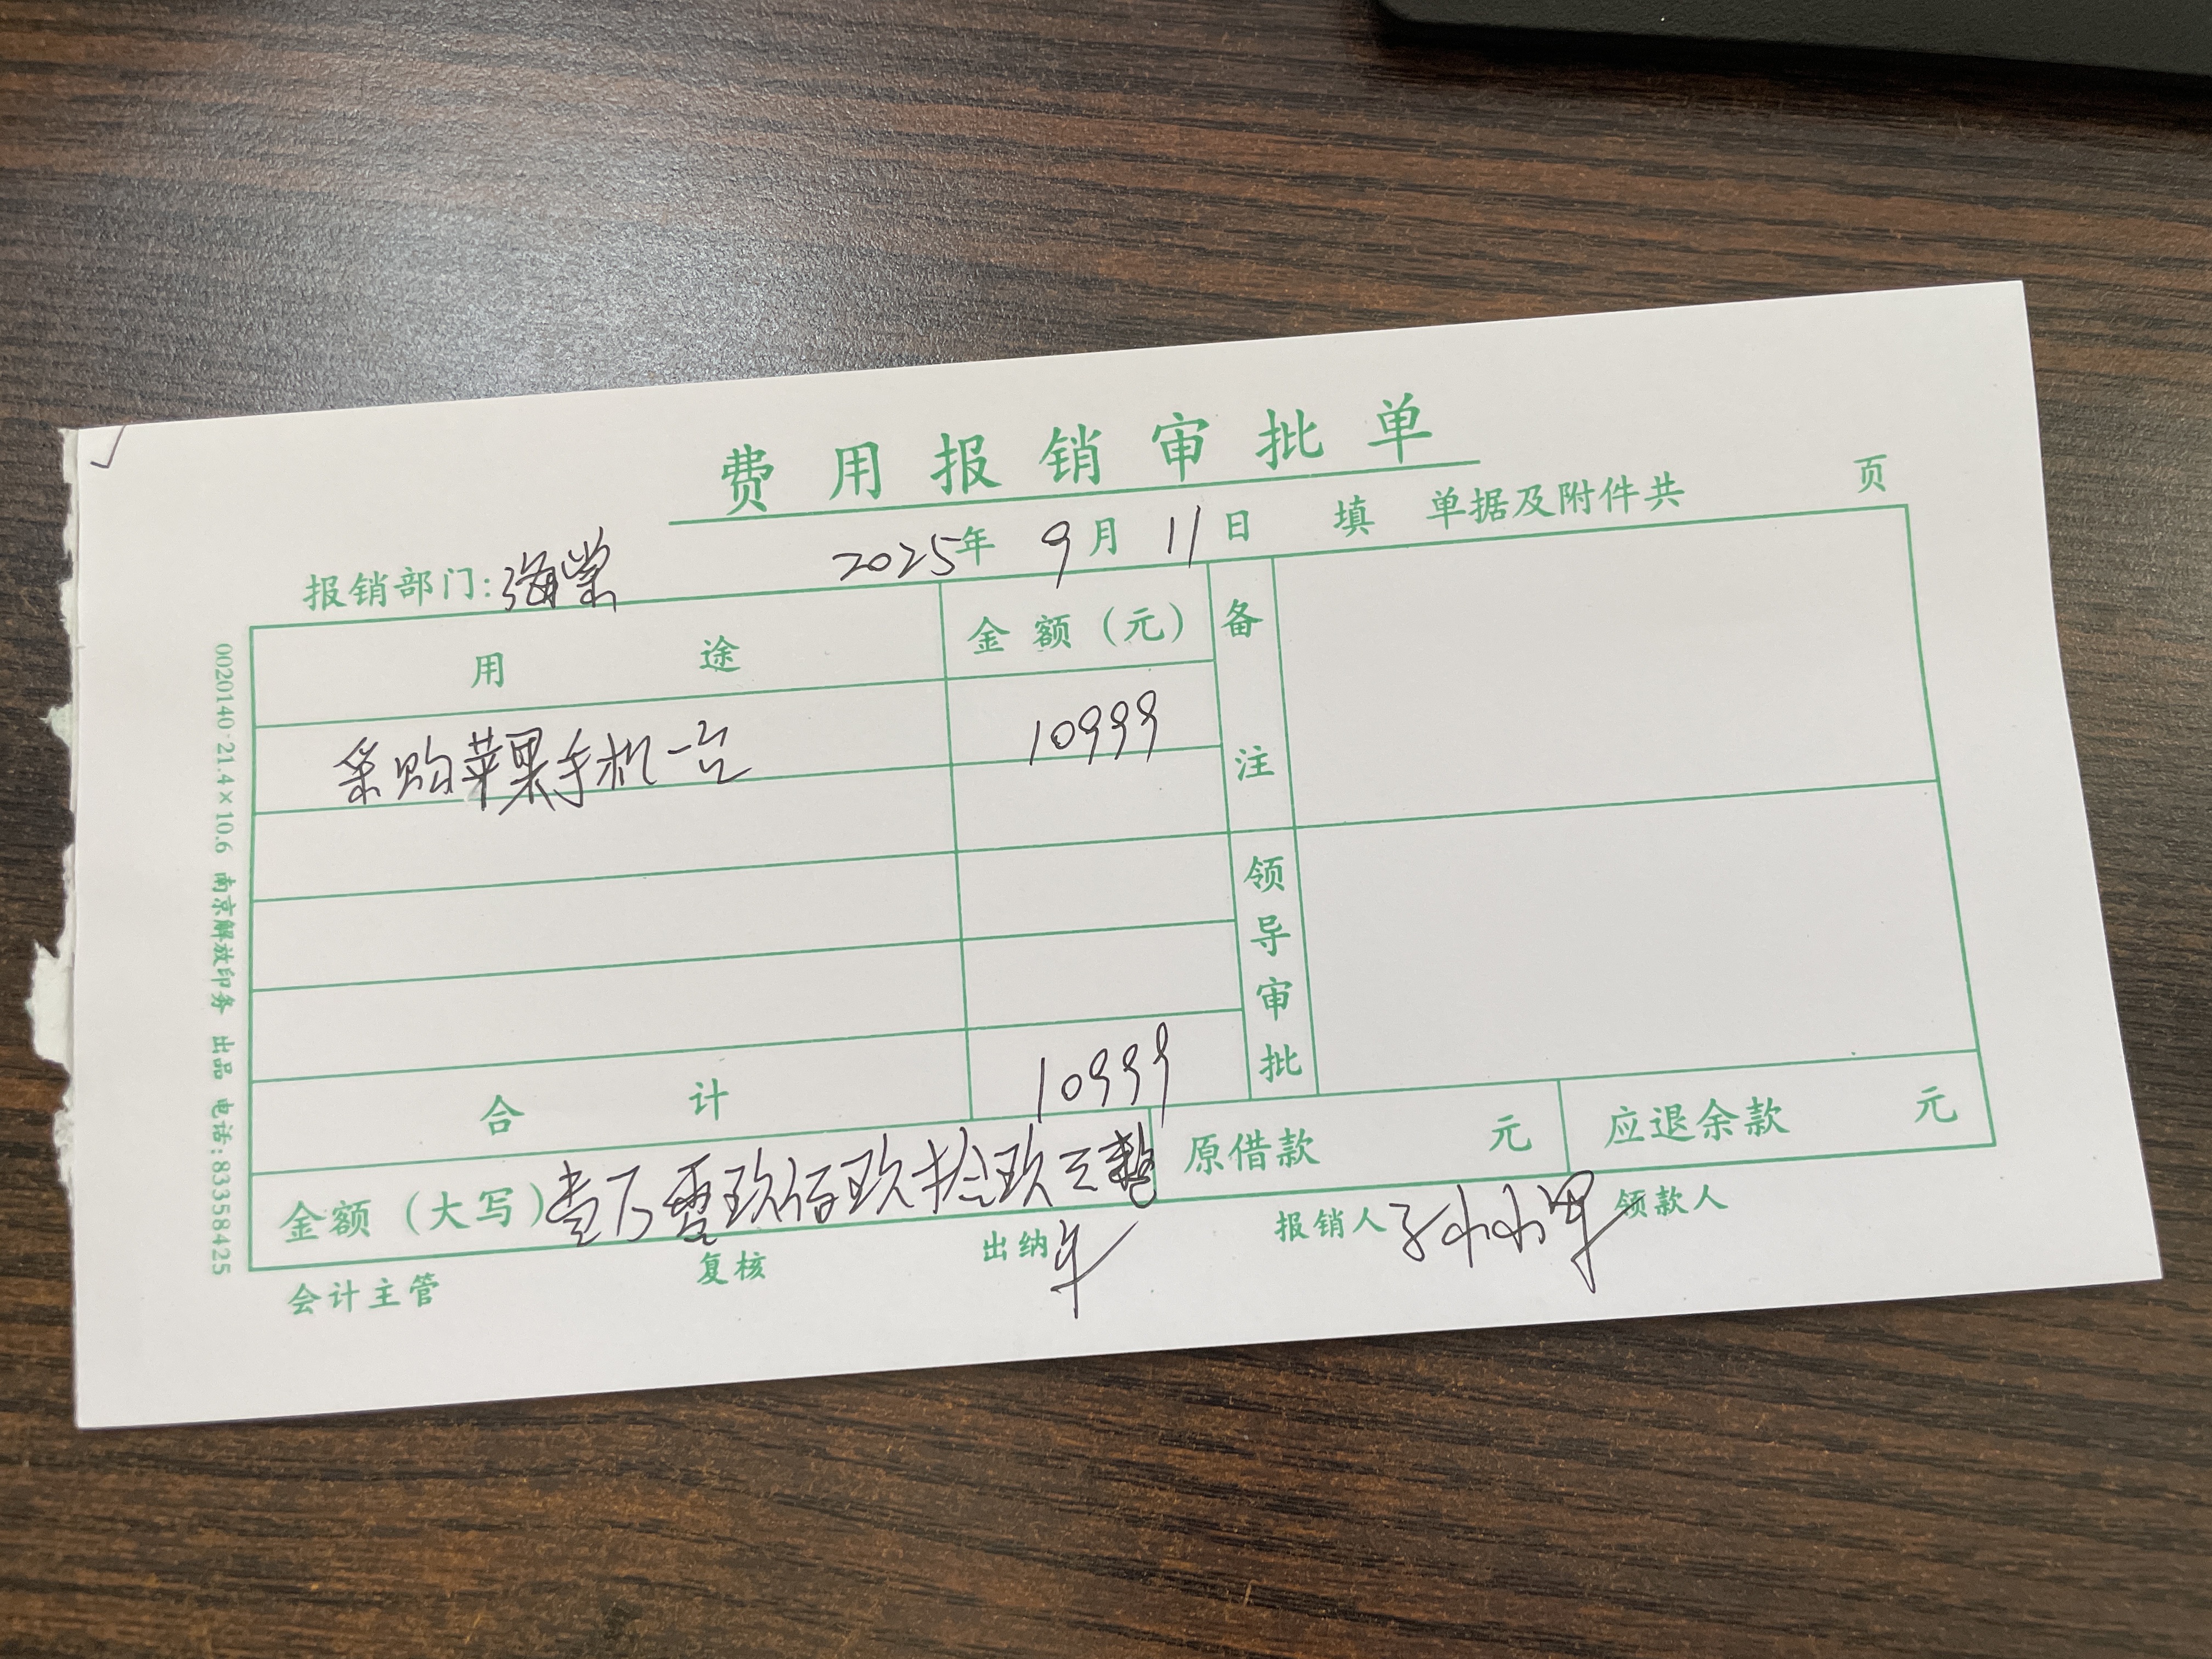 费用报销审批单
报销部门: 海棠 2025年 9月 11日 填 单据及附件共 页
用途 金额（元） 备注
采购苹果手机一台 10999
领导审批
合计 10999
金额（大写）壹万零玖佰玖拾玖元整 原借款 元 应退余款 元
会计主管 复核 出纳 报销人 领款人
0020140·21.4×10.6 南京解放印务 出品 电话:83358425